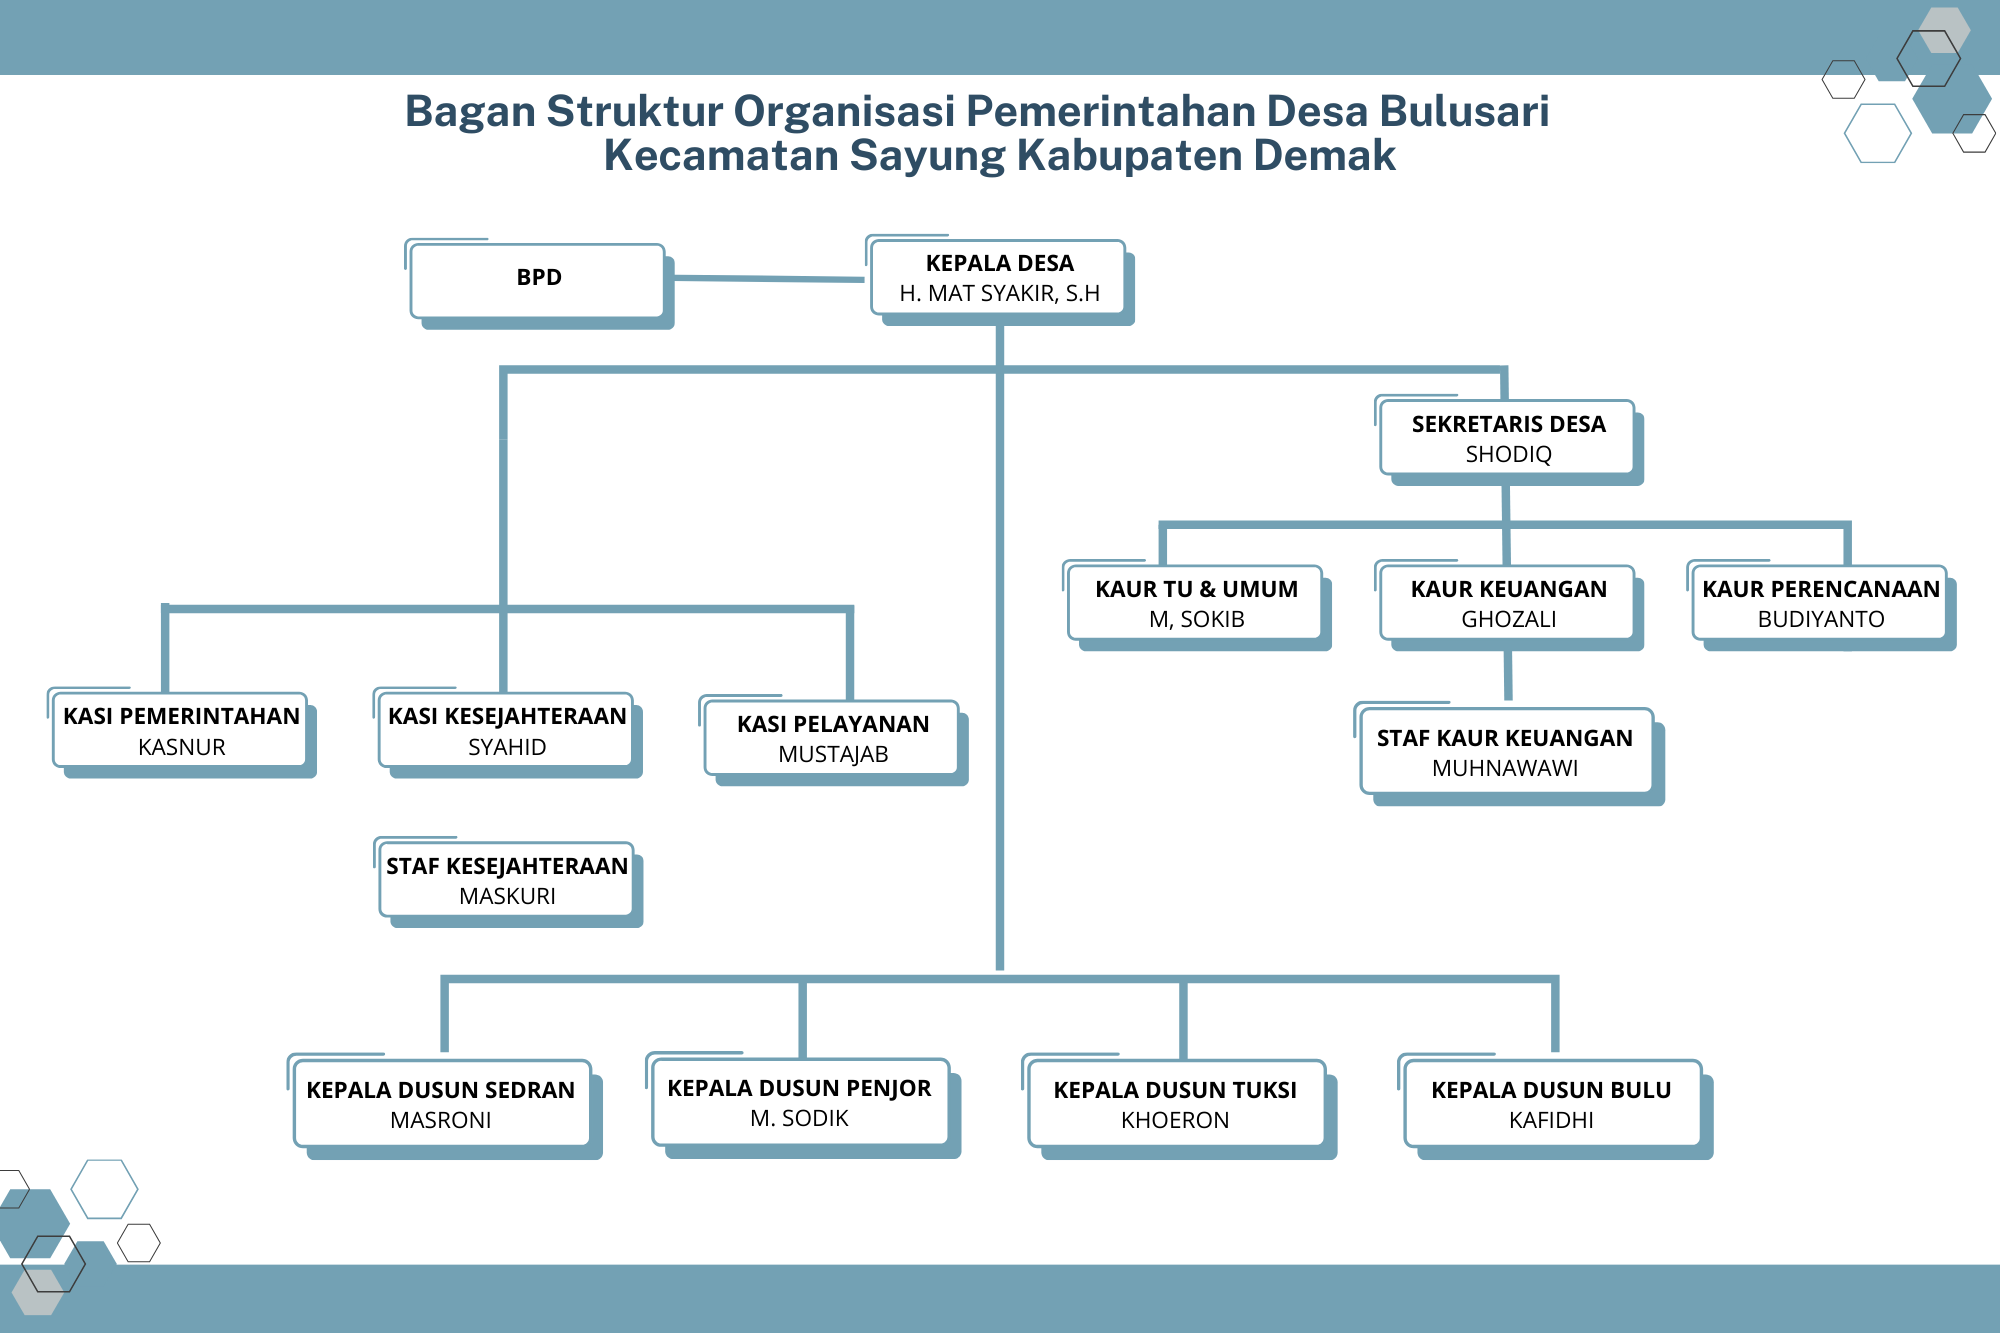 Bagan Struktur Organisasi Pemerintahan Desa Bulusari
Kecamatan Sayung Kabupaten Demak
BPD
KEPALA DESA
H. MAT SYAKIR, S.H
SEKRETARIS DESA
SHODIQ
KAUR TU & UMUM
M, SOKIB
KAUR KEUANGAN
GHOZALI
KAUR PERENCANAAN
BUDIYANTO
KASI PEMERINTAHAN
KASNUR
KASI KESEJAHTERAAN
SYAHID
KASI PELAYANAN
MUSTAJAB
STAF KAUR KEUANGAN
MUHNAWAWI
STAF KESEJAHTERAAN
MASKURI
KEPALA DUSUN SEDRAN
MASRONI
KEPALA DUSUN PENJOR
M. SODIK
KEPALA DUSUN TUKSI
KHOERON
KEPALA DUSUN BULU
KAFIDHI